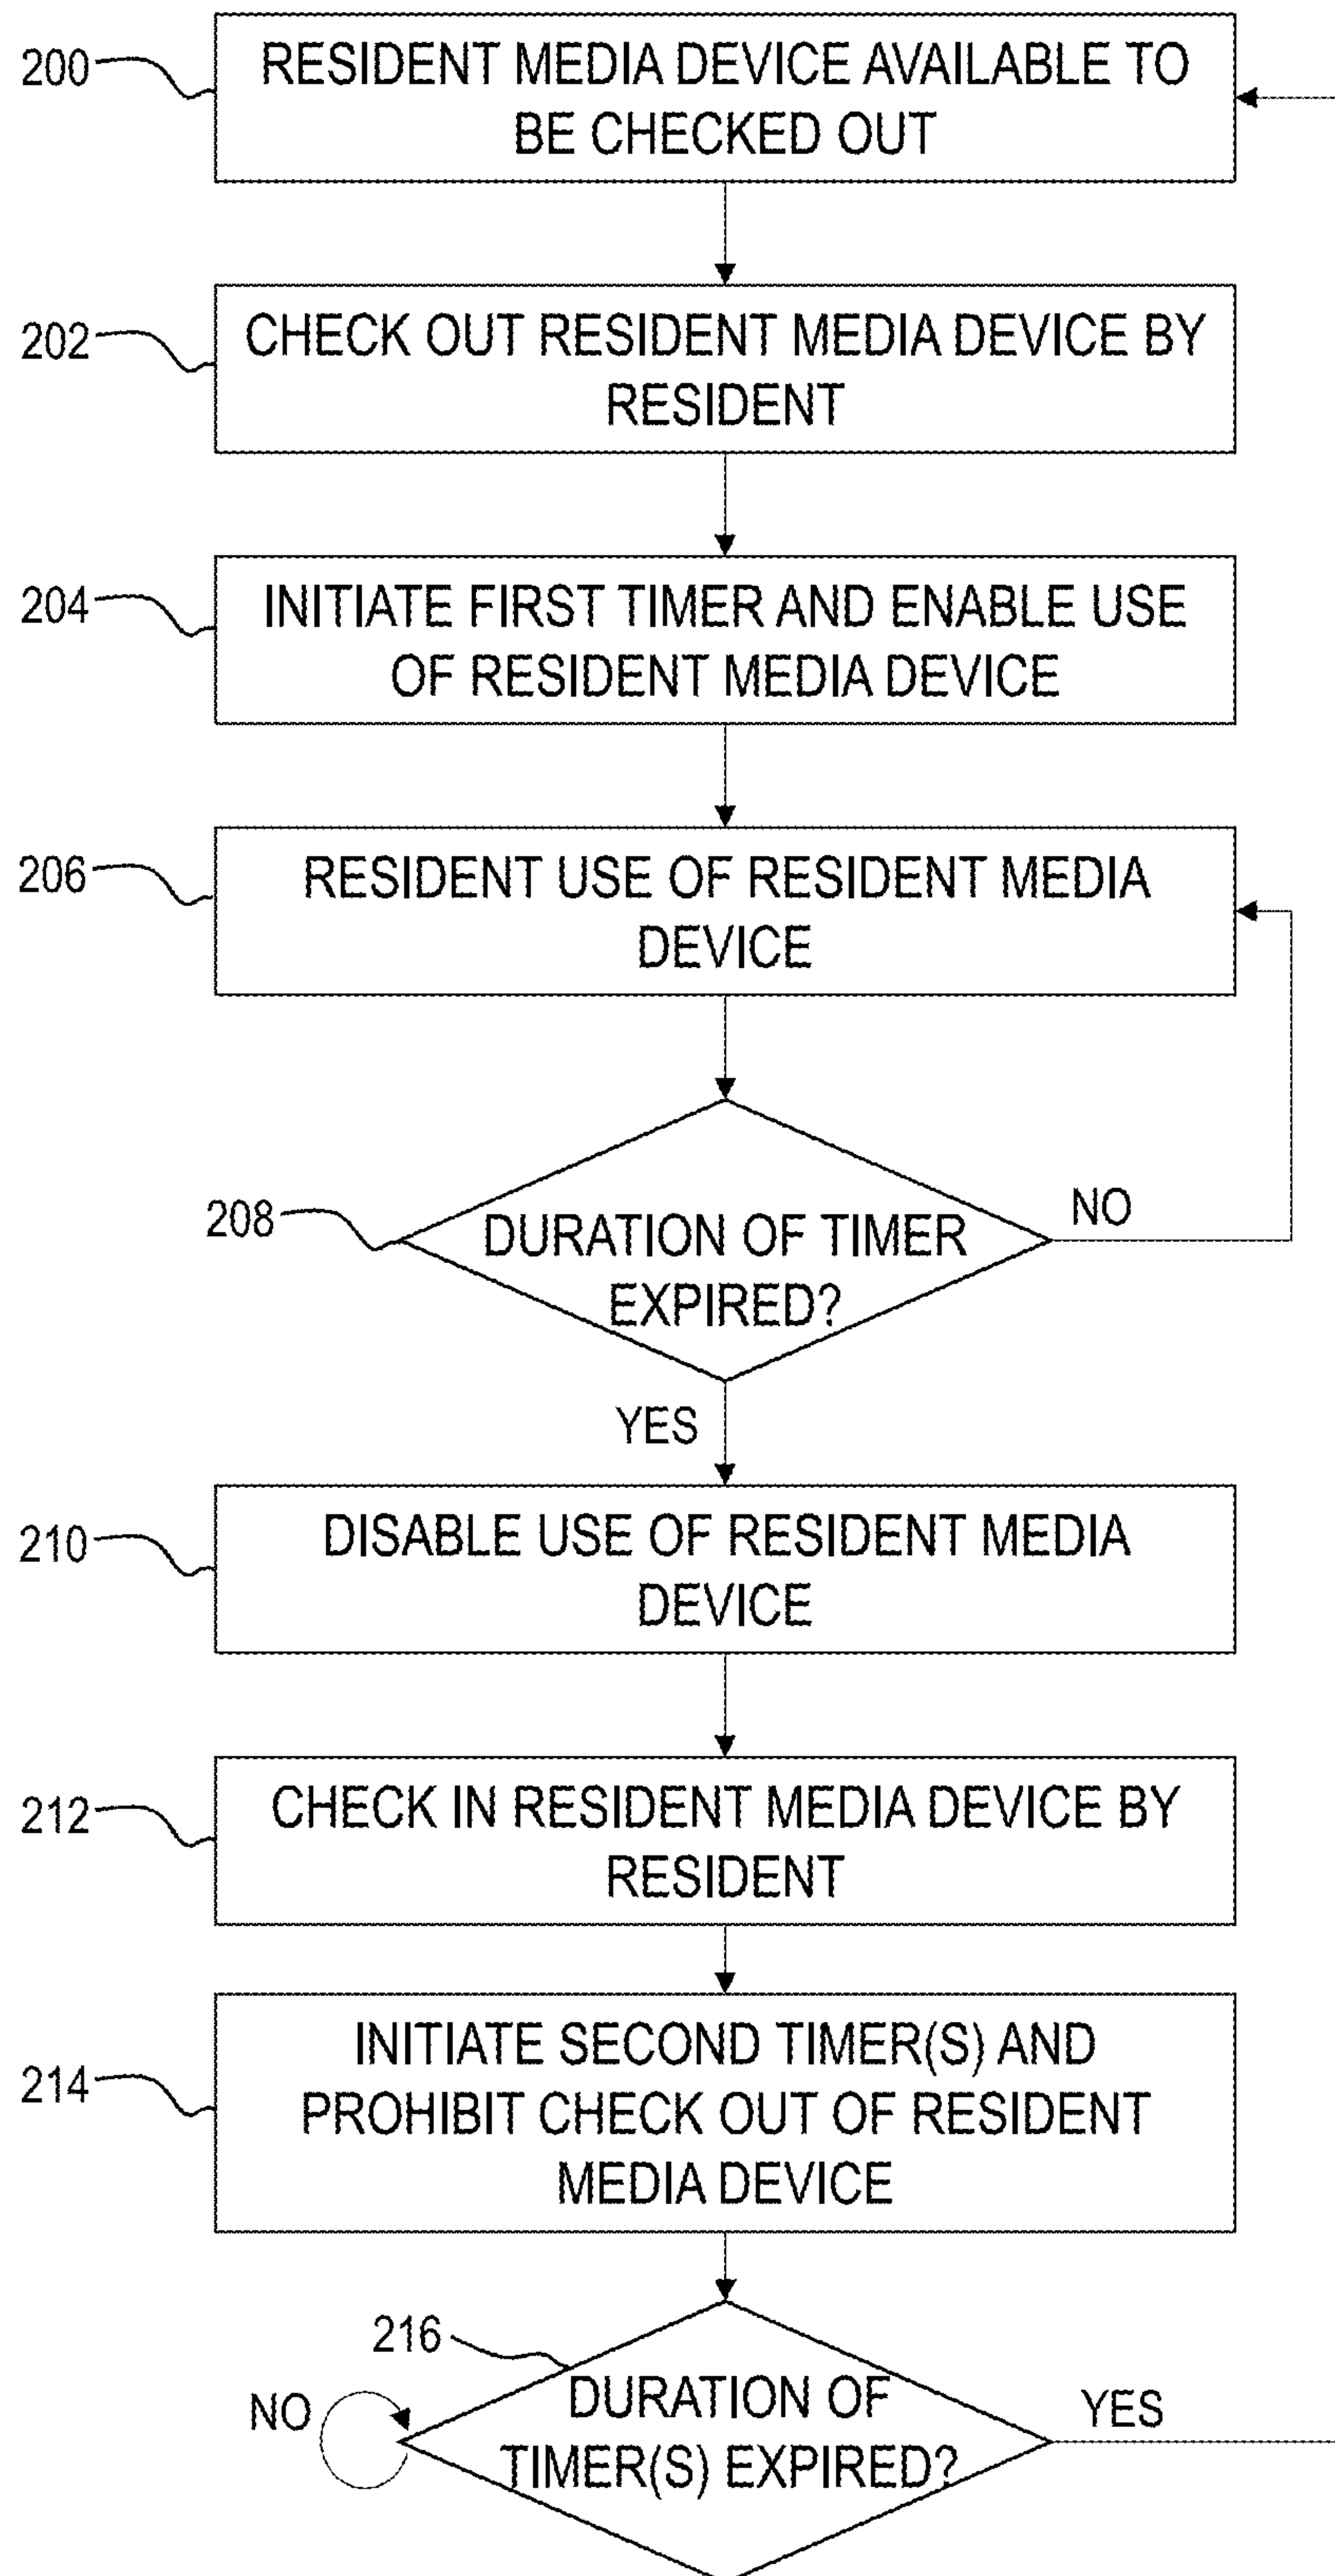 200
RESIDENT MEDIA DEVICE AVAILABLE TO
BE CHECKED OUT
202
CHECK OUT RESIDENT MEDIA DEVICE BY
RESIDENT
204
INITIATE FIRST TIMER AND ENABLE USE
OF RESIDENT MEDIA DEVICE
206
RESIDENT USE OF RESIDENT MEDIA
DEVICE
208
DURATION OF TIMER
EXPIRED?
NO
YES
210
DISABLE USE OF RESIDENT MEDIA
DEVICE
212
CHECK IN RESIDENT MEDIA DEVICE BY
RESIDENT
214
INITIATE SECOND TIMER(S) AND
PROHIBIT CHECK OUT OF RESIDENT
MEDIA DEVICE
216
NO
DURATION OF
TIMER(S) EXPIRED?
YES